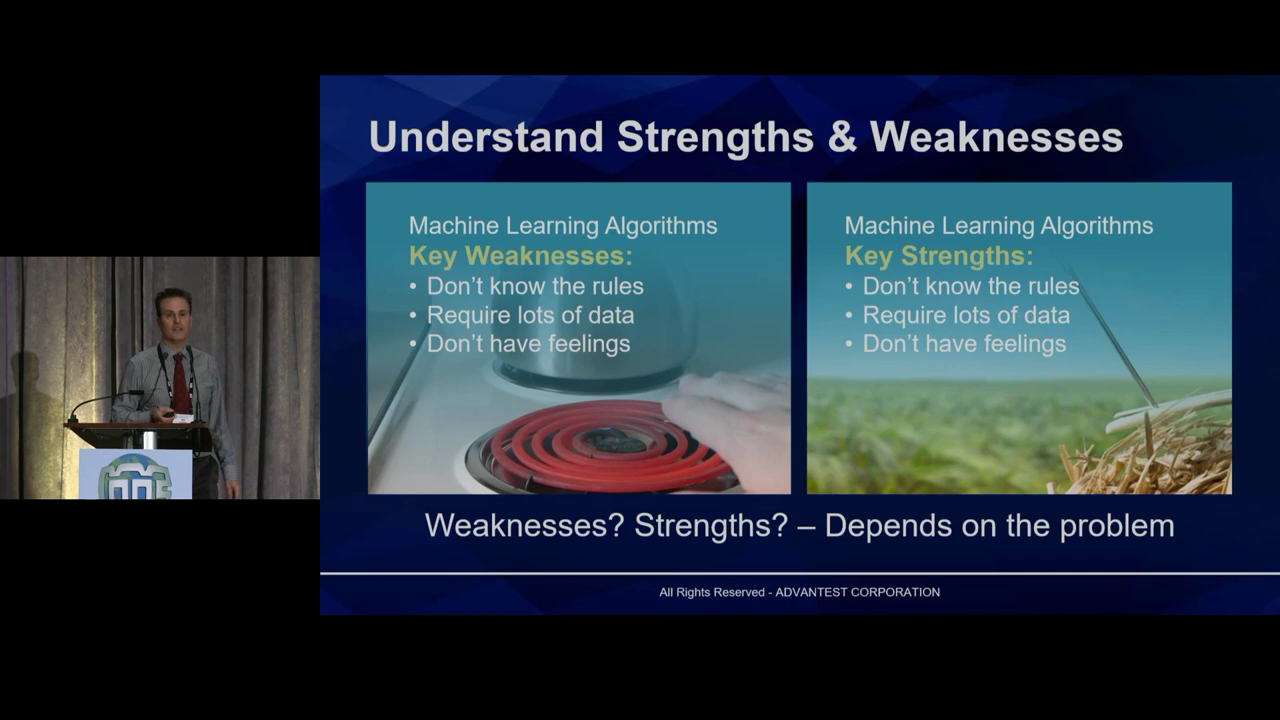 Understand Strengths & Weaknesses
Machine Learning Algorithms
Key Weaknesses:
• Don’t know the rules
• Require lots of data
• Don’t have feelings
Machine Learning Algorithms
Key Strengths:
• Don’t know the rules
• Require lots of data
• Don’t have feelings
Weaknesses? Strengths? – Depends on the problem
All Rights Reserved - ADVANTEST CORPORATION